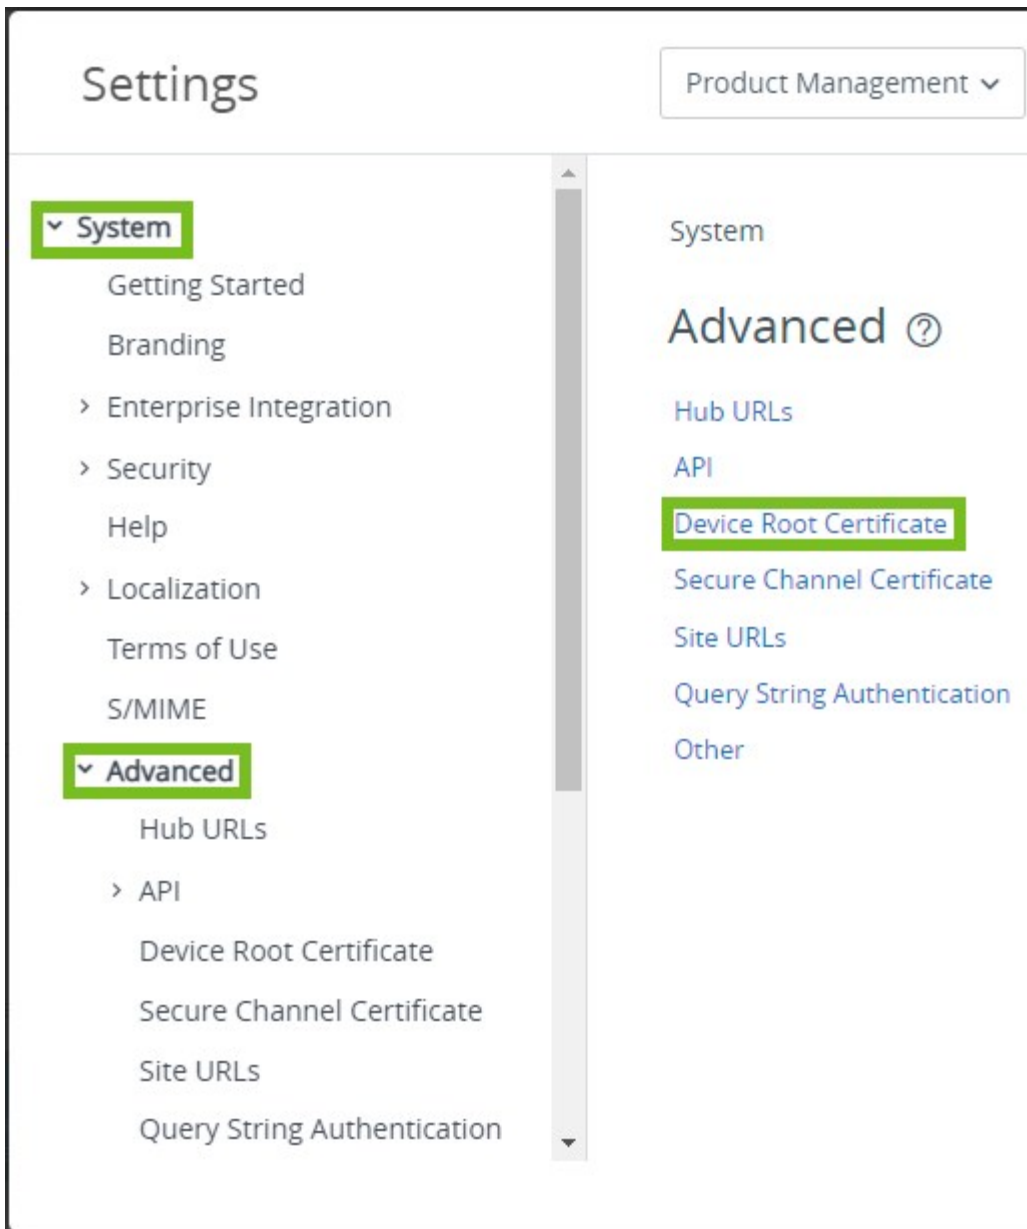 Settings
Product Management
System
Getting Started
Branding
Enterprise Integration
Security
Help
Localization
Terms of Use
S/MIME
Advanced
Hub URLs
API
Device Root Certificate
Secure Channel Certificate
Site URLs
Query String Authentication
System
Advanced
Hub URLs
API
Device Root Certificate
Secure Channel Certificate
Site URLs
Query String Authentication
Other